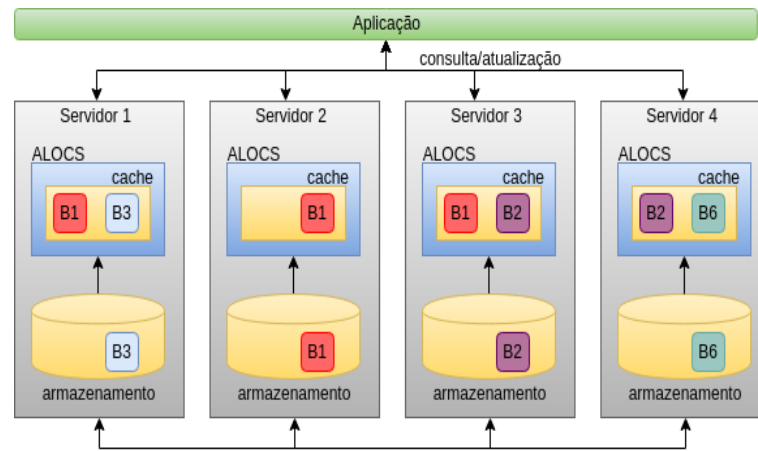 Aplicação
consulta/atualização
Servidor 1
Servidor 2
Servidor 3
Servidor 4
ALOCS
ALOCS
ALOCS
ALOCS
cache
cache
cache
cache
B1 B3
B1
B1 B2
B2 B6
B3
B1
B2
B6
armazenamento
armazenamento
armazenamento
armazenamento